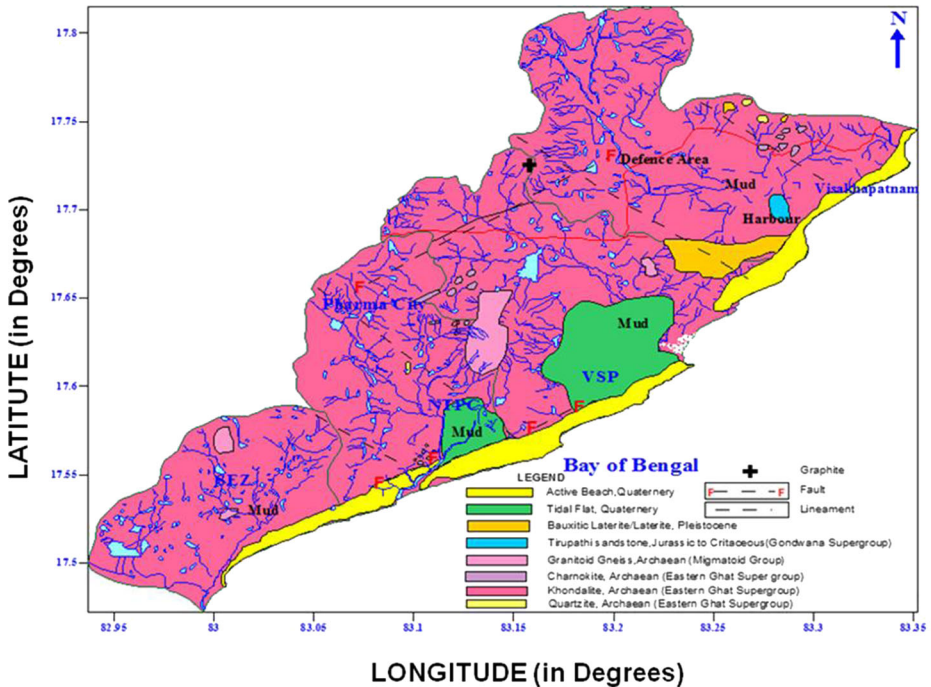 17.8
N
17.75
F
Defence Area
Mud
Visakhapatnam
17.7
Harbour
F
17.65
Pharma City
Mud
LATITUTE (in Degrees)
VSP
17.6
NTPC
F
F
Mud
F
17.55
F
Bay of Bengal
Graphite
LEGEND
Active Beach,Quaternery
F F Fault
Tidal Flat, Quaternery
Lineament
Mud
Bauxitic Laterite/Laterite, Pleistocene
Tirupathi sandstone,Jurassic to Critaceous(Gondwana Supergroup)
17.5
Granitoid Gneiss,Archaean (Migmatoid Group)
Charnokite, Archaean (Eastern Ghat Super group)
Khondalite, Archaean (Eastern Ghat Supergroup)
Quartzite, Archaean (Eastern Ghat Supergroup)
82.95 83 83.05 83.1 83.15 83.2 83.25 83.3 83.35
LONGITUDE (in Degrees)